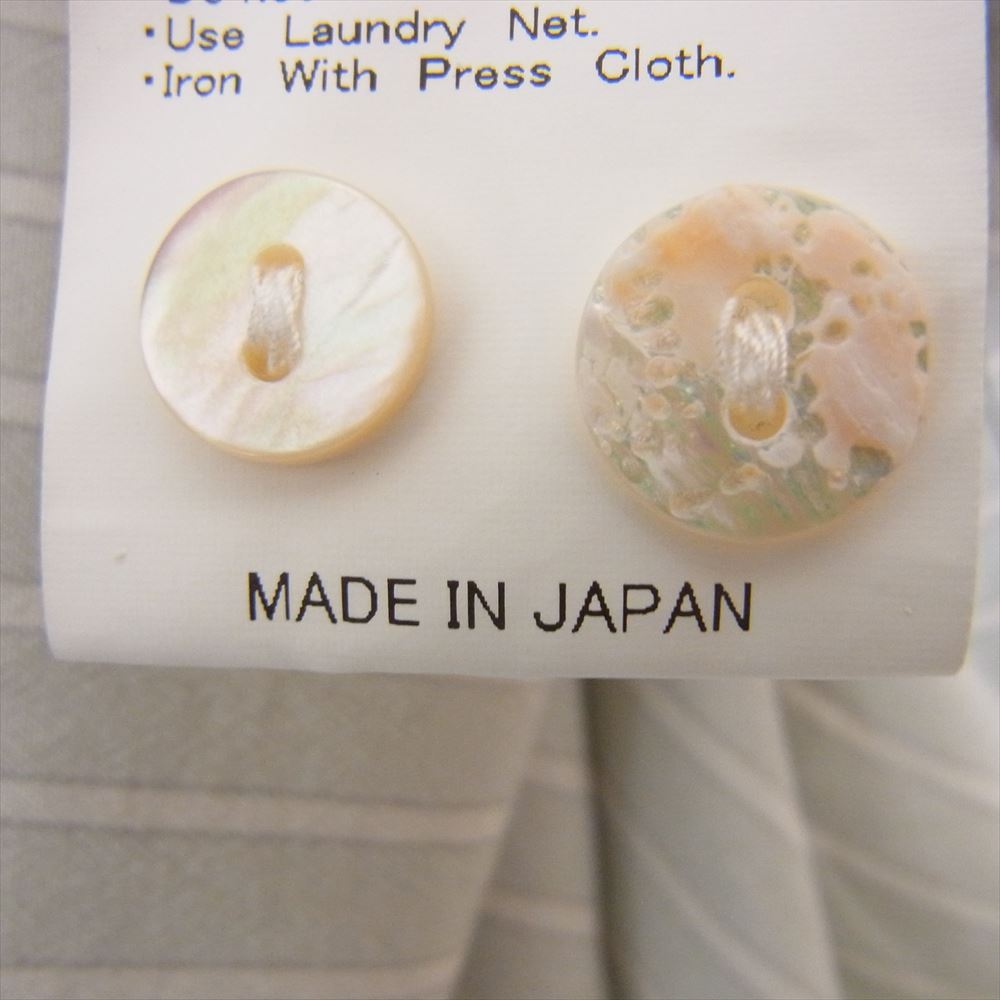 ・Use Laundry Net.
・Iron With Press Cloth.
MADE IN JAPAN